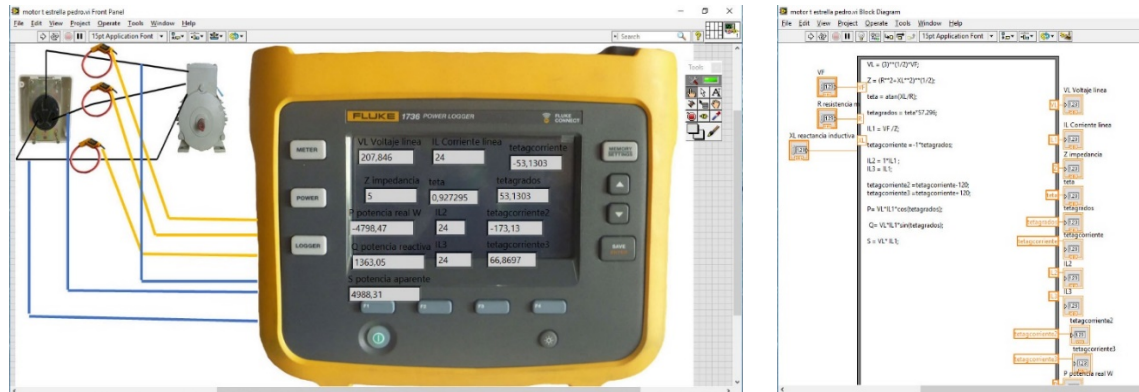 motor t estrella pedro.vi Front Panel
File Edit View Project Operate Tools Window Help
15pt Application Font
Search
Tools
FLUKE 1736 POWER LOGGER
FLUKE CONNECT
METER
POWER
LOGGER
MEMORY SETTINGS
SAVE
VL Voltaje linea
207,846
IL Corriente linea
24
tetagcorriente
-53,1303
Z impedancia
5
teta
0,927295
tetagrados
53,1303
P potencia real W
-4798,47
IL2
24
tetagcorriente2
-173,13
Q potencia reactiva
1363,05
IL3
24
tetagcorriente3
66,8697
S potencia aparente
4988,31
F1
F2
F3
F4
motor t estrella pedro.vi Block Diagram
File Edit View Project Operate Tools Window Help
15pt Application Font
VF
R resistencia
XL reactancia inductiva
VL = (3)**(1/2)*VF;
Z = (R**2+XL**2)**(1/2);
teta = atan(XL/R);
tetagrados = teta*57.296;
IL1 = VF /Z;
tetagcorriente = -1*tetagrados;
IL2 = 1*IL1;
IL3 = IL1;
tetagcorriente2 =tetagcorriente-120;
tetagcorriente3 =tetagcorriente+120;
P= VL*IL1*cos(tetagrados);
Q= VL*IL1*sin(tetagrados);
S = VL* IL1;
VL Voltaje linea
IL Corriente linea
Z impedancia
teta
tetagrados
tetagcorriente
IL2
IL3
tetagcorriente2
tetagcorriente3
P potencia real W